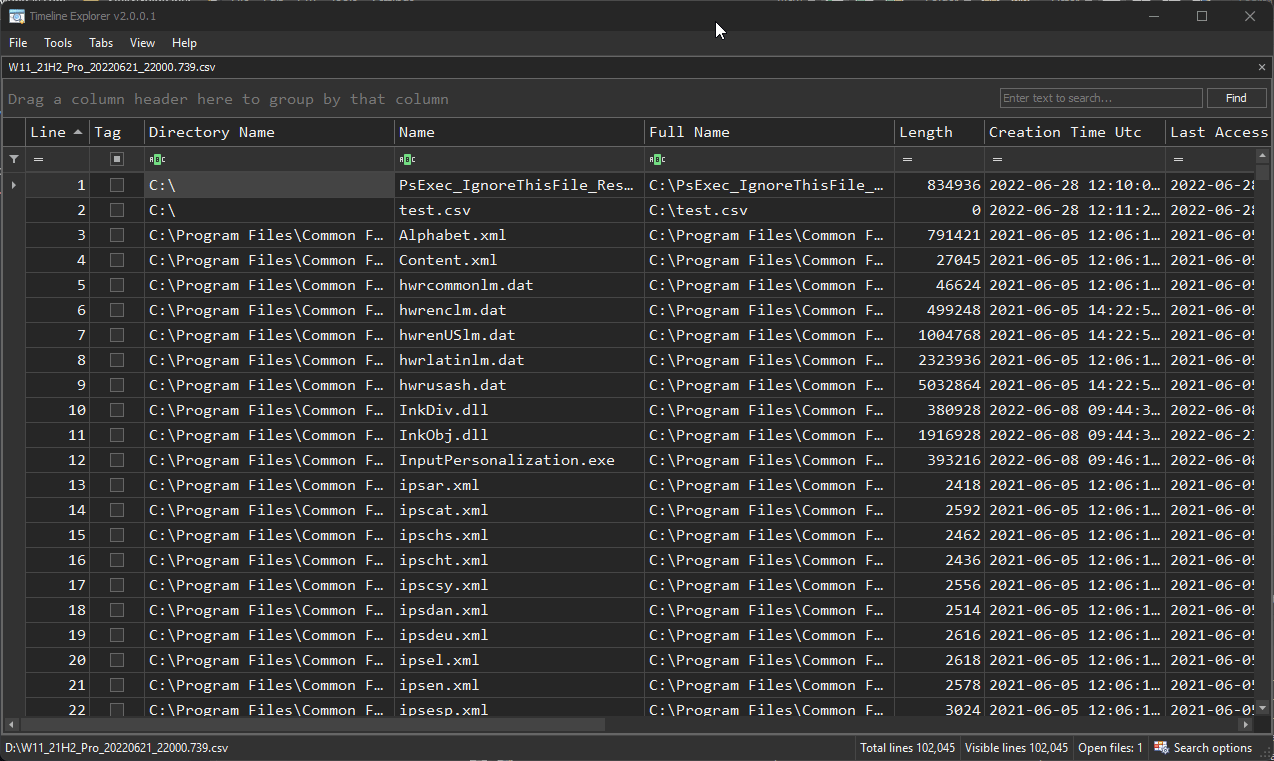 Timeline Explorer v2.0.0.1
File Tools Tabs View Help
W11_21H2_Pro_20220621_22000.739.csv
Drag a column header here to group by that column
Enter text to search... Find
Line Tag Directory Name Name Full Name Length Creation Time Utc Last Access
= ABC ABC ABC = = =
1 C:\ PsExec_IgnoreThisFile_Res… C:\PsExec_IgnoreThisFile_… 834936 2022-06-28 12:10:0… 2022-06-28
2 C:\ test.csv C:\test.csv 0 2022-06-28 12:11:2… 2022-06-28
3 C:\Program Files\Common F… Alphabet.xml C:\Program Files\Common F… 791421 2021-06-05 12:06:1… 2021-06-05
4 C:\Program Files\Common F… Content.xml C:\Program Files\Common F… 27045 2021-06-05 12:06:1… 2021-06-05
5 C:\Program Files\Common F… hwrcommonlm.dat C:\Program Files\Common F… 46624 2021-06-05 12:06:1… 2021-06-05
6 C:\Program Files\Common F… hwrenclm.dat C:\Program Files\Common F… 499248 2021-06-05 14:22:5… 2021-06-05
7 C:\Program Files\Common F… hwrenUSlm.dat C:\Program Files\Common F… 1004768 2021-06-05 14:22:5… 2021-06-05
8 C:\Program Files\Common F… hwrlatinlm.dat C:\Program Files\Common F… 2323936 2021-06-05 12:06:1… 2021-06-05
9 C:\Program Files\Common F… hwrusash.dat C:\Program Files\Common F… 5032864 2021-06-05 14:22:5… 2021-06-05
10 C:\Program Files\Common F… InkDiv.dll C:\Program Files\Common F… 380928 2022-06-08 09:44:3… 2022-06-08
11 C:\Program Files\Common F… InkObj.dll C:\Program Files\Common F… 1916928 2022-06-08 09:44:3… 2022-06-2
12 C:\Program Files\Common F… InputPersonalization.exe C:\Program Files\Common F… 393216 2022-06-08 09:46:1… 2022-06-08
13 C:\Program Files\Common F… ipsar.xml C:\Program Files\Common F… 2418 2021-06-05 12:06:1… 2021-06-05
14 C:\Program Files\Common F… ipscat.xml C:\Program Files\Common F… 2592 2021-06-05 12:06:1… 2021-06-05
15 C:\Program Files\Common F… ipschs.xml C:\Program Files\Common F… 2462 2021-06-05 12:06:1… 2021-06-05
16 C:\Program Files\Common F… ipscht.xml C:\Program Files\Common F… 2436 2021-06-05 12:06:1… 2021-06-05
17 C:\Program Files\Common F… ipscsy.xml C:\Program Files\Common F… 2556 2021-06-05 12:06:1… 2021-06-05
18 C:\Program Files\Common F… ipsdan.xml C:\Program Files\Common F… 2514 2021-06-05 12:06:1… 2021-06-05
19 C:\Program Files\Common F… ipsdeu.xml C:\Program Files\Common F… 2616 2021-06-05 12:06:1… 2021-06-05
20 C:\Program Files\Common F… ipsel.xml C:\Program Files\Common F… 2618 2021-06-05 12:06:1… 2021-06-05
21 C:\Program Files\Common F… ipsen.xml C:\Program Files\Common F… 2578 2021-06-05 12:06:1… 2021-06-05
22 C:\Program Files\Common F… ipsesp.xml C:\Program Files\Common F… 3024 2021-06-05 12:06:1… 2021-06-05
D:\W11_21H2_Pro_20220621_22000.739.csv Total lines 102,045 Visible lines 102,045 Open files: 1 Search options